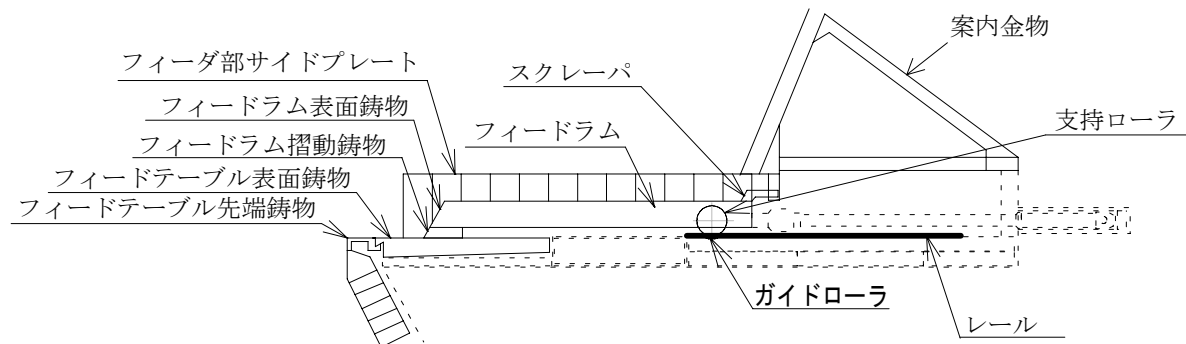 案内金物
フィーダ部サイドプレート
スクレーパ
フィードラム表面鋳物
フィードラム
支持ローラ
フィードラム摺動鋳物
フィードテーブル表面鋳物
フィードテーブル先端鋳物
ガイドローラ
レール